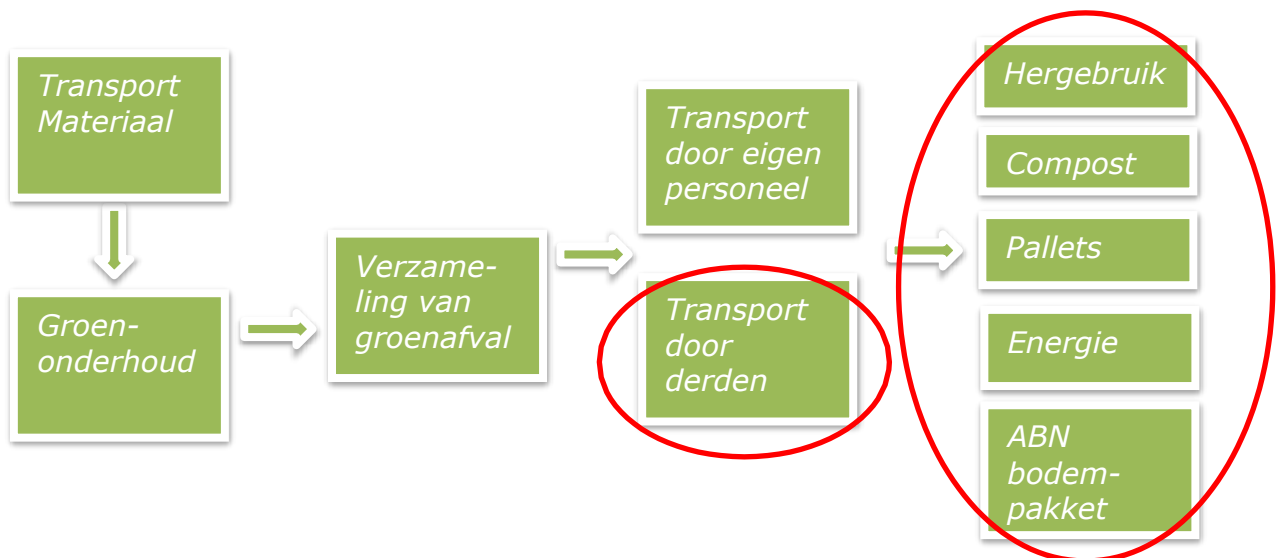 Transport
Materiaal
Groen-
onderhoud
Verzame-
ling van
groenafval
Transport
door eigen
personeel
Transport
door
derden
Hergebruik
Compost
Pallets
Energie
ABN
bodem-
pakket